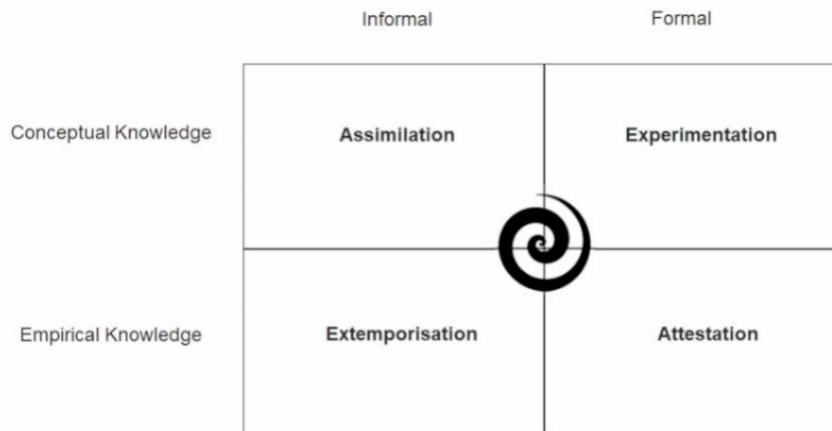 Informal Formal
Conceptual Knowledge Assimilation Experimentation
Empirical Knowledge Extemporisation Attestation